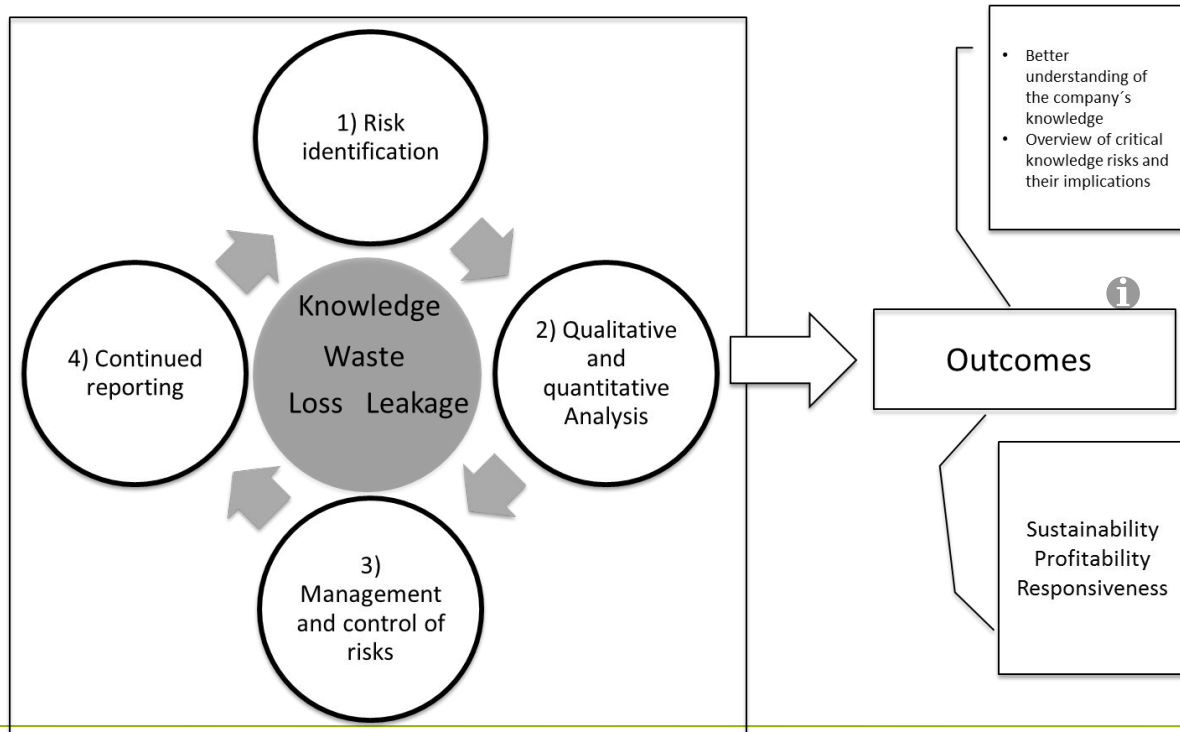 1) Risk
identification
2) Qualitative
and
quantitative
Analysis
3)
Management
and control of
risks
4) Continued
reporting
Knowledge
Waste
Loss Leakage
• Better
understanding of
the company´s
knowledge
• Overview of critical
knowledge risks and
their implications
i
Outcomes
Sustainability
Profitability
Responsiveness